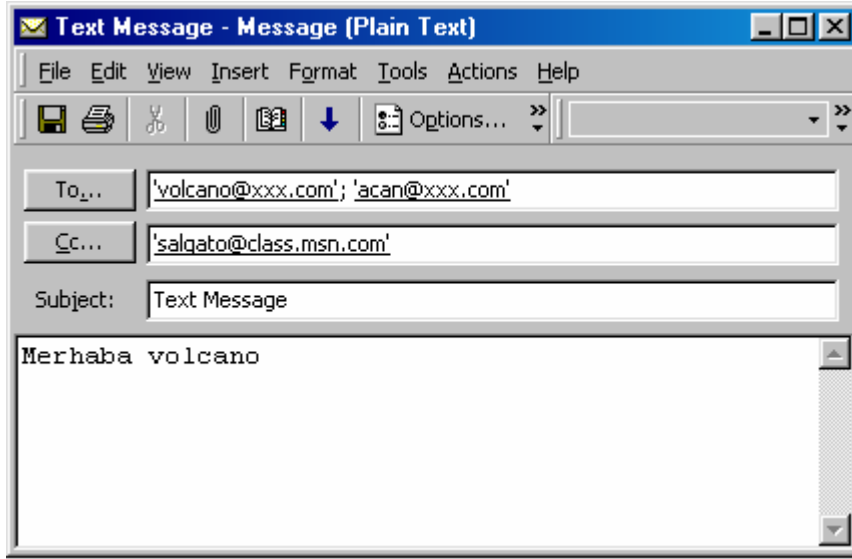 Text Message - Message (Plain Text)
File Edit View Insert Format Tools Actions Help
Options...
To... 'volcano@xxx.com'; 'acan@xxx.com'
Cc... 'salgato@class.msn.com'
Subject: Text Message
Merhaba volcano